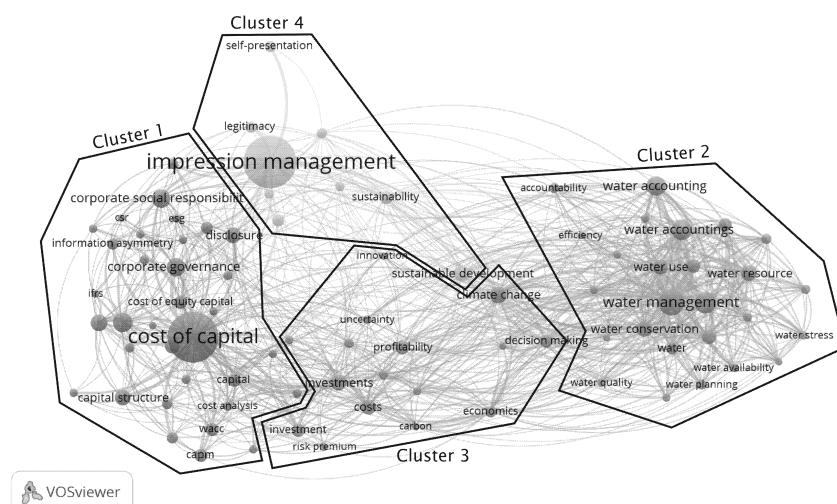 Cluster 4
self-presentation
legitimacy
Cluster 1
impression management
Cluster 2
corporate social responsibilit
sustainability
accountability
water accounting
csr
esg
information asymmetry
disclosure
efficiency
water accountings
corporate governance
innovation
sustainable development
water use
water resource
ifrs
cost of equity capital
climate change
water management
cost of capital
uncertainty
profitability
decision making
water conservation
water
water stress
capital
investments
water quality
water planning
water availability
capital structure
cost analysis
costs
economics
wacc
investment
carbon
capm
risk premium
Cluster 3
VOSviewer